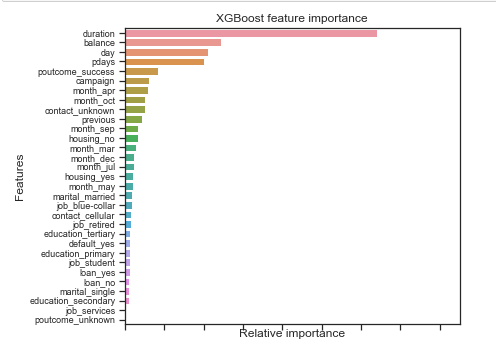 XGBoost feature importance
duration
balance
day
pdays
poutcome_success
campaign
month_apr
month_oct
contact_unknown
previous
month_sep
housing_no
month_mar
month_dec
month_jul
housing_yes
month_may
marital_married
job_blue-collar
contact_cellular
job_retired
education_tertiary
default_yes
education_primary
job_student
loan_yes
loan_no
marital_single
education_secondary
job_services
poutcome_unknown
Features
Relative importance